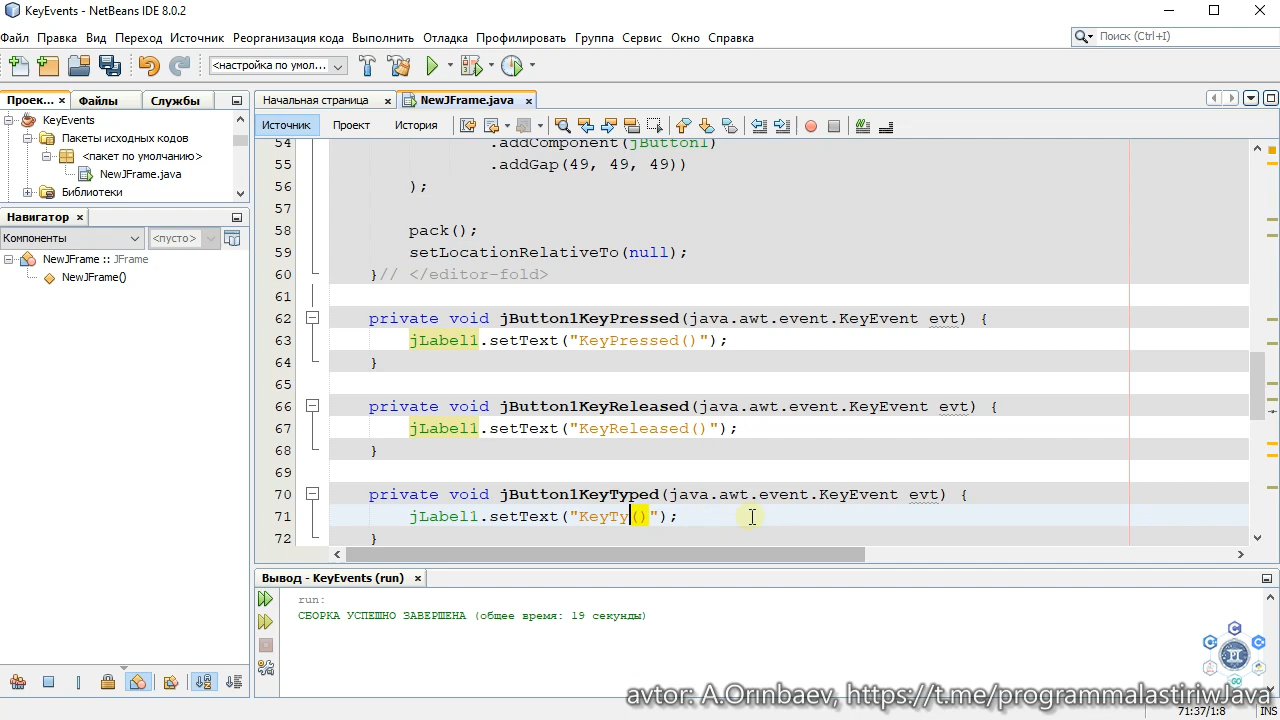 KeyEvents - NetBeans IDE 8.0.2
Файл Правка Вид Переход Источник Реорганизация кода Выполнить Отладка Профилировать Группа Сервис Окно Справка
Поиск (Ctrl+I)
<настройка по умол...
Проек... × Файлы Службы
Начальная страница × NewJFrame.java ×
Источник Проект История
KeyEvents
Пакеты исходных кодов
<пакет по умолчанию>
NewJFrame.java
Библиотеки
Навигатор ×
Компоненты <пусто>
NewJFrame :: JFrame
NewJFrame()
54 .addComponent(jButton1)
55 .addGap(49, 49, 49))
56 );
57
58 pack();
59 setLocationRelativeTo(null);
60 }// </editor-fold>
61
62 private void jButton1KeyPressed(java.awt.event.KeyEvent evt) {
63 jLabel1.setText("KeyPressed()");
64 }
65
66 private void jButton1KeyReleased(java.awt.event.KeyEvent evt) {
67 jLabel1.setText("KeyReleased()");
68 }
69
70 private void jButton1KeyTyped(java.awt.event.KeyEvent evt) {
71 jLabel1.setText("KeyTy()");
72 }
Вывод - KeyEvents (run) ×
run:
СБОРКА УСПЕШНО ЗАВЕРШЕНА (общее время: 19 секунды)
avtor: A.Orınbaev, https://t.me/programmalastiriwJava
71:37/1:8 INS